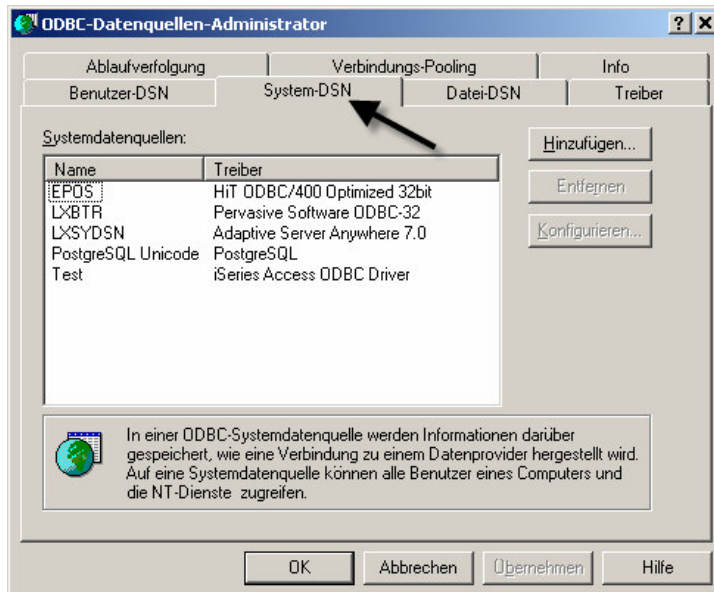 ODBC-Datenquellen-Administrator
Ablaufverfolgung Verbindungs-Pooling Info
Benutzer-DSN System-DSN Datei-DSN Treiber
Systemdatenquellen:
Hinzufügen...
Entfernen
Konfigurieren...
Name Treiber
EPOS HiT ODBC/400 Optimized 32bit
LXBTR Pervasive Software ODBC-32
LXSYDSN Adaptive Server Anywhere 7.0
PostgreSQL Unicode PostgreSQL
Test iSeries Access ODBC Driver
In einer ODBC-Systemdatenquelle werden Informationen darüber
gespeichert, wie eine Verbindung zu einem Datenprovider hergestellt wird.
Auf eine Systemdatenquelle können alle Benutzer eines Computers und
die NT-Dienste zugreifen.
OK Abbrechen Übernehmen Hilfe